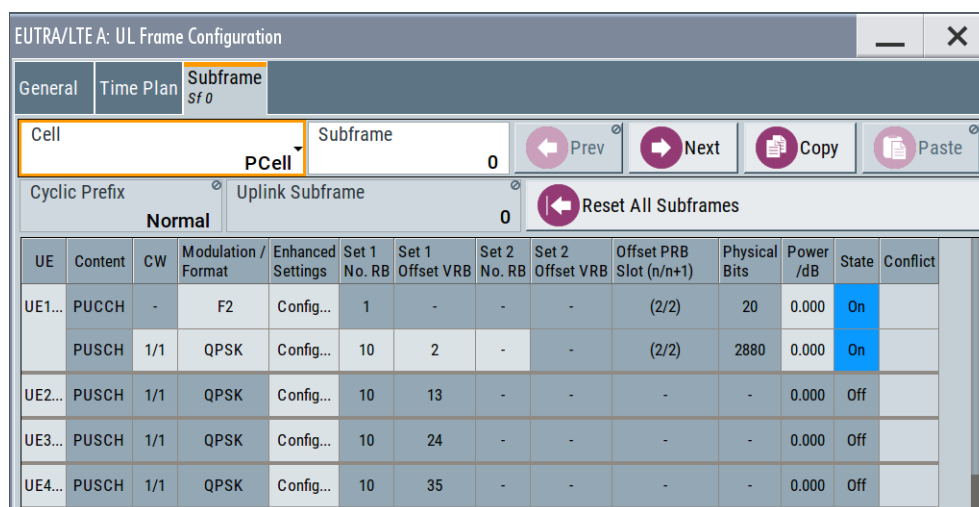 EUTRA/LTE A: UL Frame Configuration
General Time Plan Subframe
Sf 0
Cell Subframe
PCell 0 Prev Next Copy Paste
Cyclic Prefix Uplink Subframe
Normal 0 Reset All Subframes
UE Content CW Modulation / Enhanced Set 1 Set 1 Set 2 Set 2 Offset PRB Physical Power State Conflict
Format Settings No. RB Offset VRB No. RB Offset VRB Slot (n/n+1) Bits /dB
UE1... PUCCH - F2 Config... 1 - - - (2/2) 20 0.000 On
PUSCH 1/1 QPSK Config... 10 2 - - (2/2) 2880 0.000 On
UE2... PUSCH 1/1 QPSK Config... 10 13 - - - - 0.000 Off
UE3... PUSCH 1/1 QPSK Config... 10 24 - - - - 0.000 Off
UE4... PUSCH 1/1 QPSK Config... 10 35 - - - - 0.000 Off